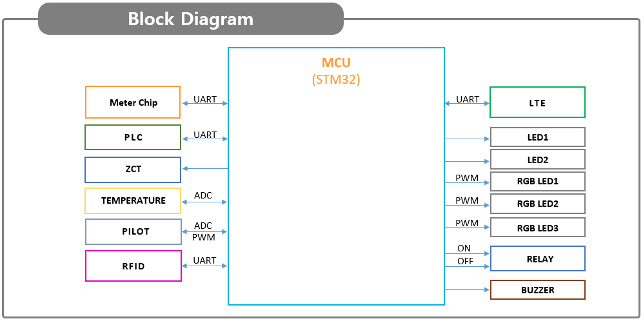 Block Diagram
MCU
(STM32)
Meter Chip
UART
PLC
UART
ZCT
TEMPERATURE
ADC
PILOT
ADC
PWM
RFID
UART
UART
LTE
LED1
LED2
PWM
RGB LED1
PWM
RGB LED2
PWM
RGB LED3
ON
OFF
RELAY
BUZZER